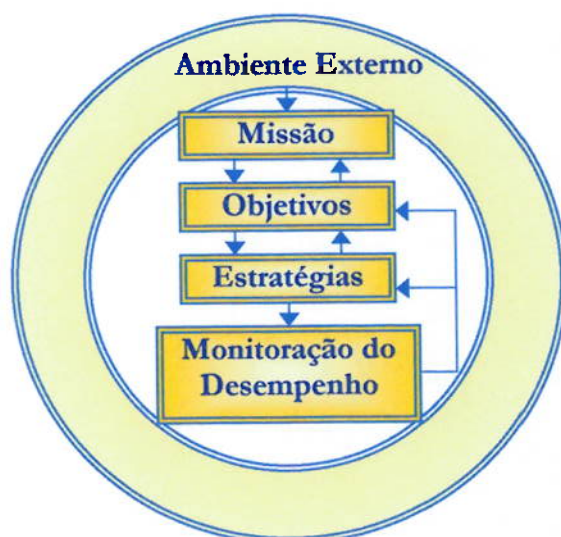 Ambiente Externo
Missão
Objetivos
Estratégias
Monitoração do
Desempenho